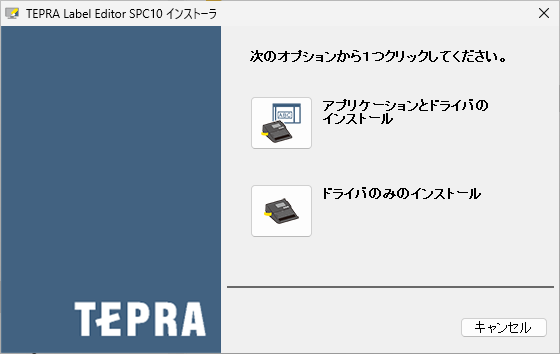 TEPRA Label Editor SPC10 インストーラ
次のオプションから1つクリックしてください。
ABC
アプリケーションとドライバの
インストール
ドライバのみのインストール
TEPRA
キャンセル